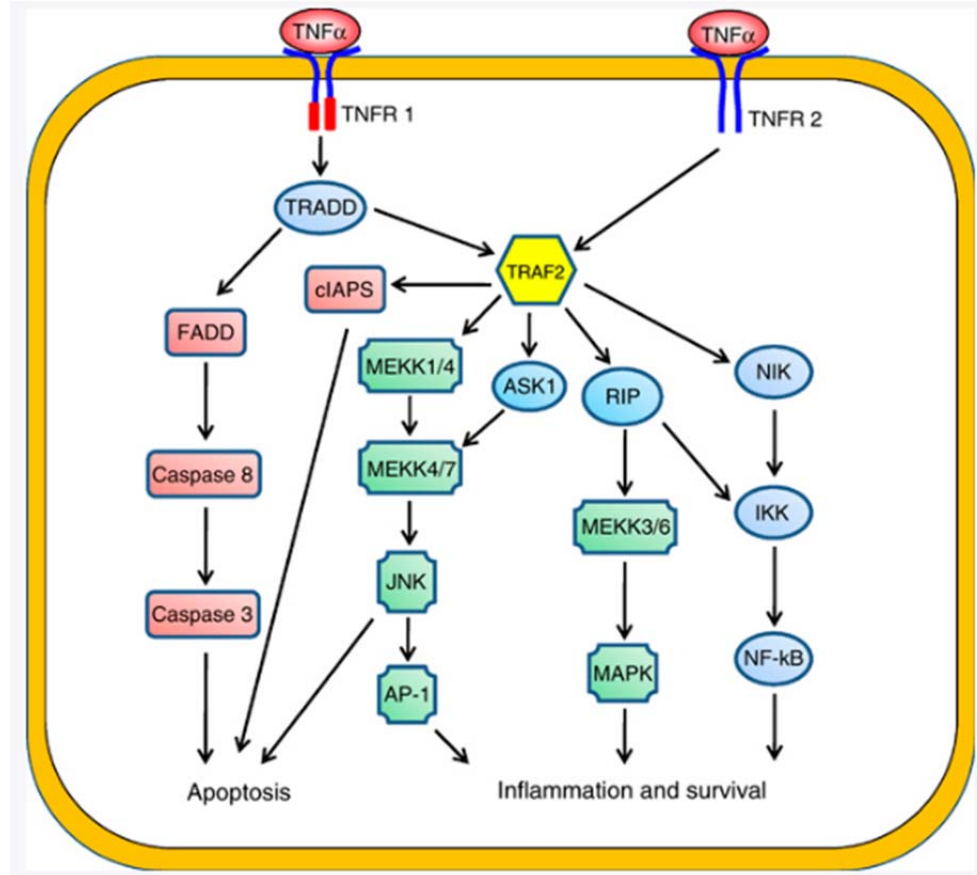 TNFα
TNFα
TNFR 1
TNFR 2
TRADD
TRAF2
cIAPS
FADD
MEKK1/4
ASK1
RIP
NIK
Caspase 8
MEKK4/7
MEKK3/6
IKK
JNK
Caspase 3
AP-1
MAPK
NF-kB
Apoptosis
Inflammation and survival